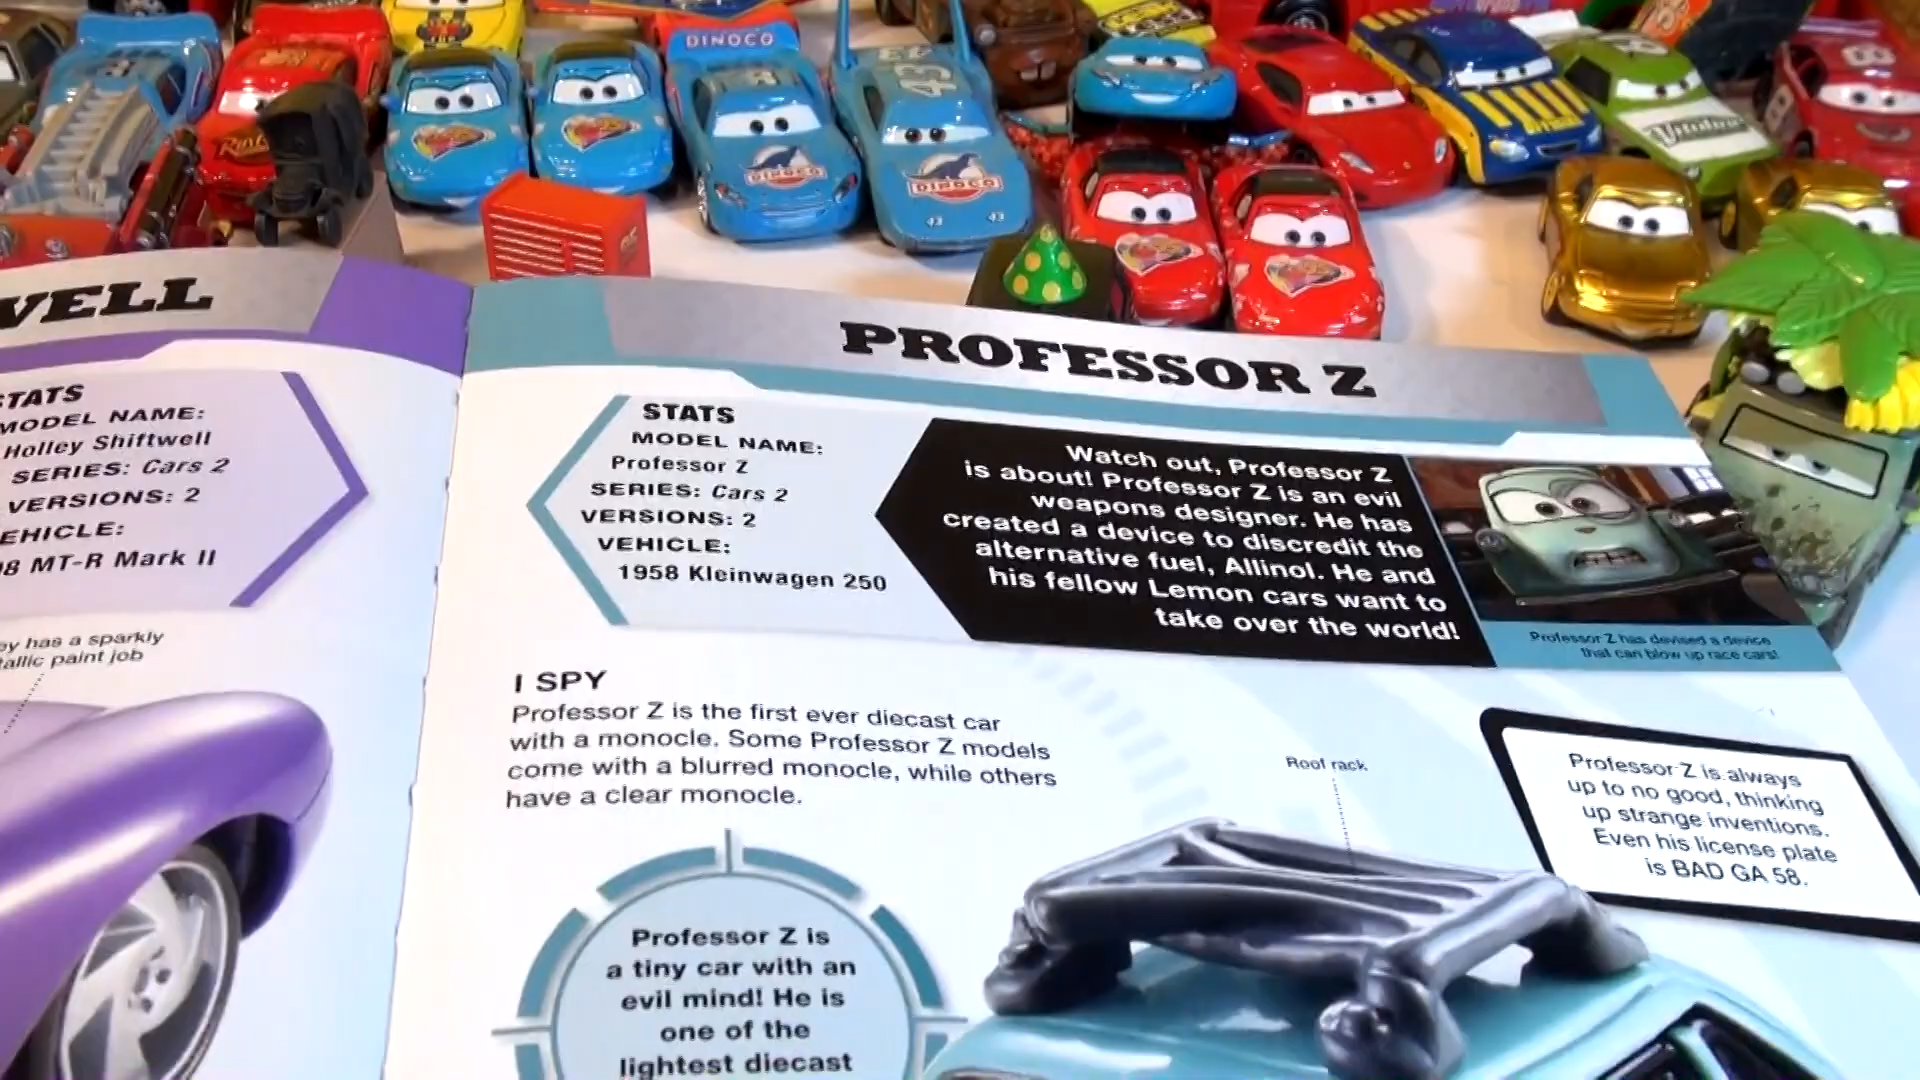 DINOCO
43
DINOCO
DINOCO
43
43
WELL
STATS
MODEL NAME:
Holley Shiftwell
SERIES: Cars 2
VERSIONS: 2
VEHICLE:
MT-R Mark II
has a sparkly
paint job
PROFESSOR Z
STATS
MODEL NAME:
Professor Z
SERIES: Cars 2
VERSIONS: 2
VEHICLE:
1958 Kleinwagen 250
Watch out, Professor Z
is about! Professor Z is an evil
weapons designer. He has
created a device to discredit the
alternative fuel, Allinol. He and
his fellow Lemon cars want to
take over the world!
Professor Z has devised a device
that can blow up race cars!
I SPY
Professor Z is the first ever diecast car
with a monocle. Some Professor Z models
come with a blurred monocle, while others
have a clear monocle.
Roof rack
Professor Z is always
up to no good, thinking
up strange inventions.
Even his license plate
is BAD GA 58.
Professor Z is
a tiny car with an
evil mind! He is
one of the
lightest diecast